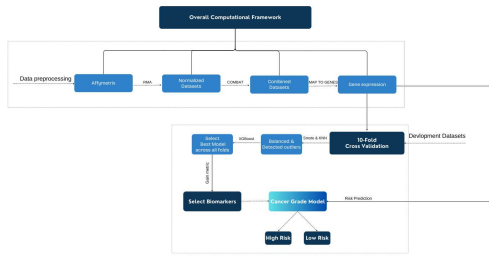 Overall Computational Framework
Data preprocessing
Affymetrix
RMA
Normalized
Datasets
COMBAT
Combined
Datasets
MAP TO GENES
Gene expression
Select
Best Model
across all folds
XGBoost
Balanced &
Detected outliers
Smote & KNN
10-Fold
Cross Validation
Devlopment Datasets
Gain metric
Select Biomarkers
Cancer Grade Model
Risk Prediction
High Risk
Low Risk